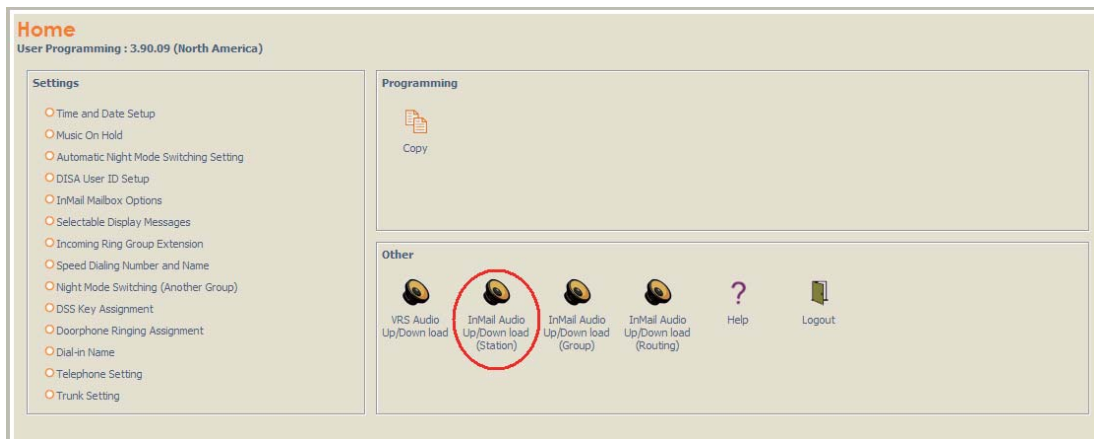 Home
User Programming : 3.90.09 (North America)
Settings
Time and Date Setup
Music On Hold
Automatic Night Mode Switching Setting
DISA User ID Setup
InMail Mailbox Options
Selectable Display Messages
Incoming Ring Group Extension
Speed Dialing Number and Name
Night Mode Switching (Another Group)
DSS Key Assignment
Doorphone Ringing Assignment
Dial-in Name
Telephone Setting
Trunk Setting
Programming
Copy
Other
VRS Audio
Up/Down load
InMail Audio
Up/Down load
(Station)
InMail Audio
Up/Down load
(Group)
InMail Audio
Up/Down load
(Routing)
Help
Logout